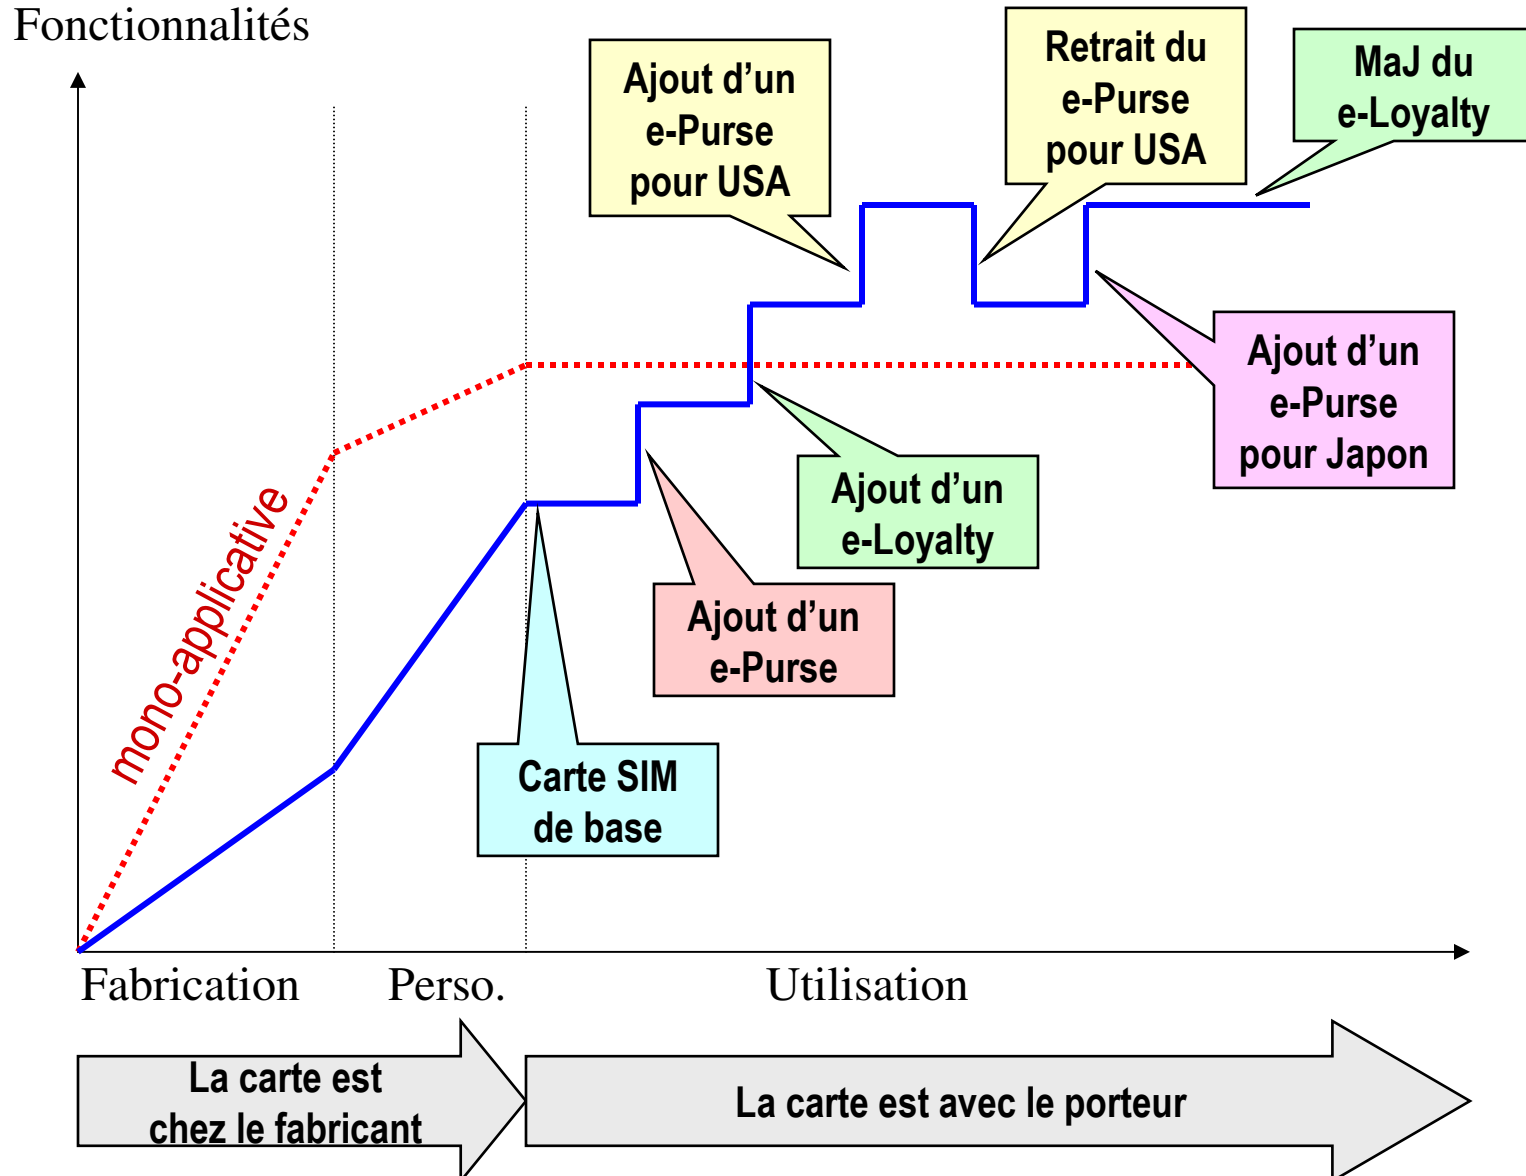 Fonctionnalités
Ajout d’un
e-Purse
pour USA
Retrait du
e-Purse
pour USA
MaJ du
e-Loyalty
Ajout d’un
e-Purse
pour Japon
Ajout d’un
e-Loyalty
Ajout d’un
e-Purse
Carte SIM
de base
mono-applicative
Fabrication
Perso.
Utilisation
La carte est
chez le fabricant
La carte est avec le porteur